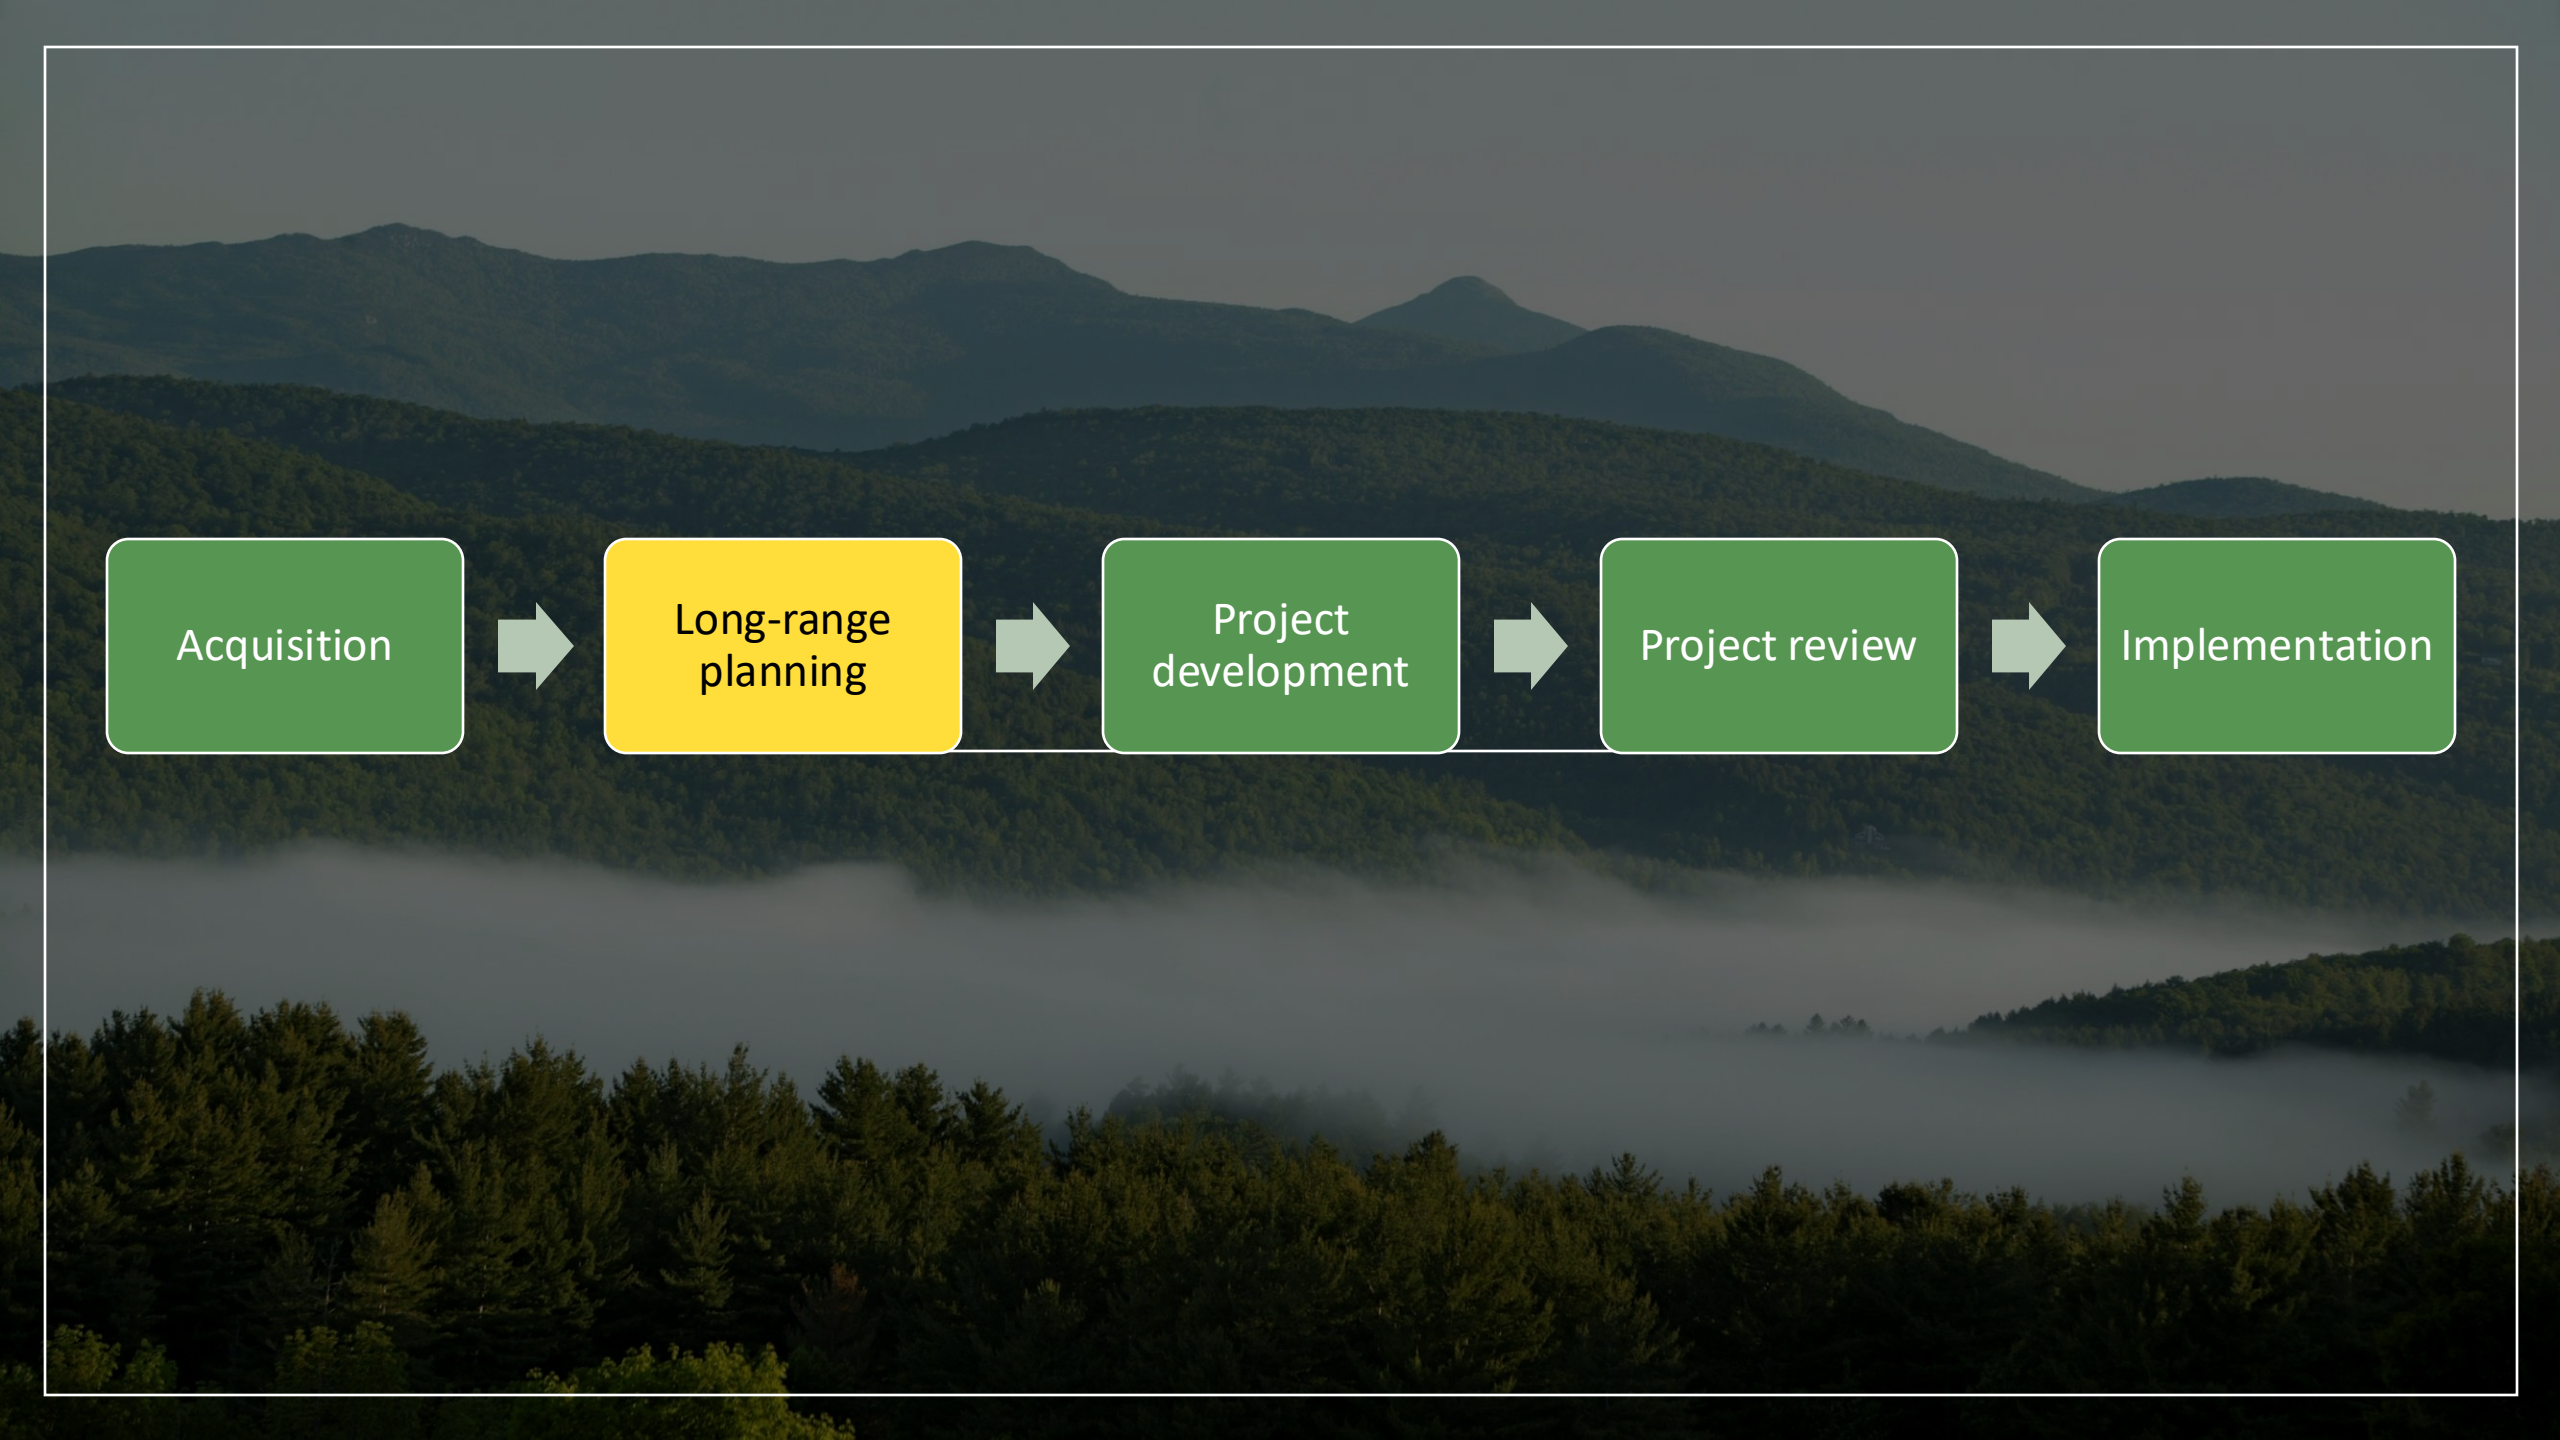 Acquisition
Long-range
planning
Project
development
Project review
Implementation